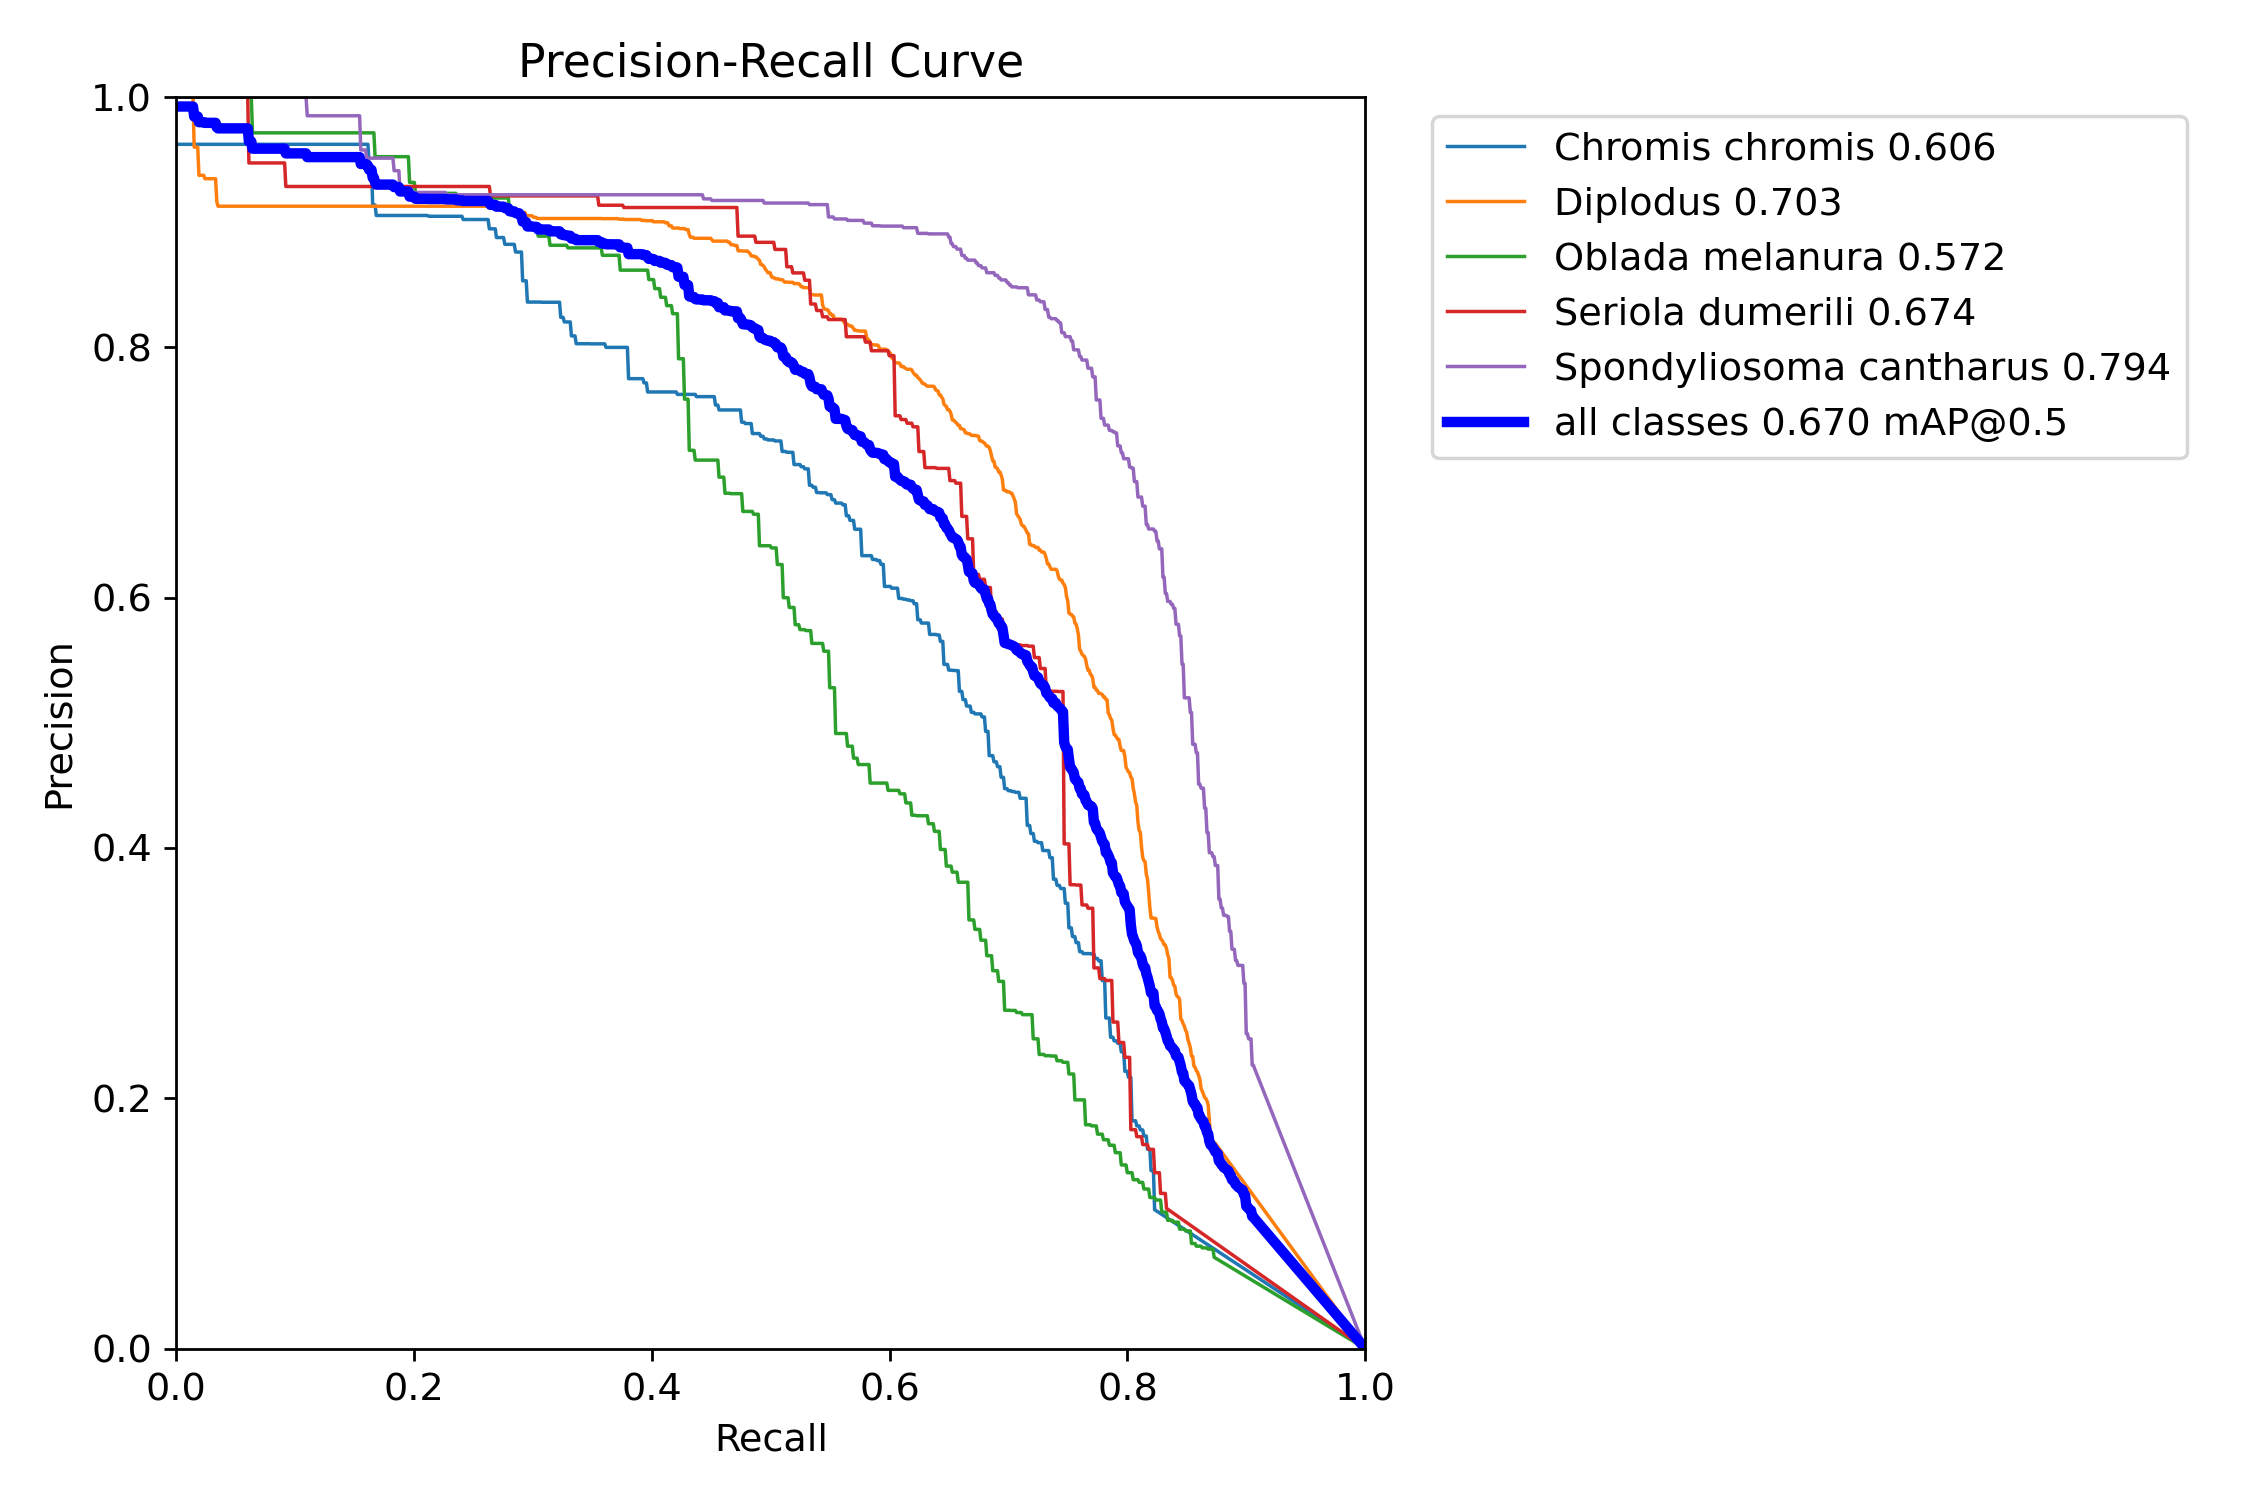 Precision-Recall Curve
1.0
0.8
0.6
0.4
0.2
0.0
Precision
0.0 0.2 0.4 0.6 0.8 1.0
Recall
Chromis chromis 0.606
Diplodus 0.703
Oblada melanura 0.572
Seriola dumerili 0.674
Spondyliosoma cantharus 0.794
all classes 0.670 mAP@0.5